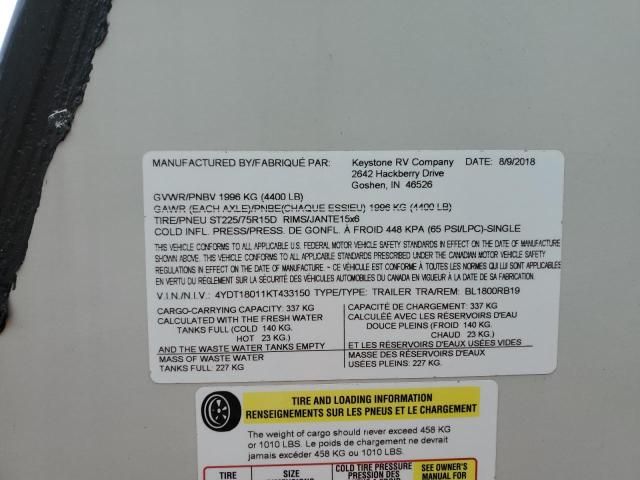 MANUFACTURED BY/FABRIQUÉ PAR: Keystone RV Company DATE: 8/9/2018
2642 Hackberry Drive
Goshen, IN 46526
GVWR/PNBV 1996 KG (4400 LB)
GAWR (EACH AXLE)/PNBE(CHAQUE ESSIEU) 1996 KG (4400 LB)
TIRE/PNEU ST225/75R15D RIMS/JANTE15x6
COLD INFL. PRESS/PRESS. DE GONFL. À FROID 448 KPA (65 PSI/LPC)-SINGLE
THIS VEHICLE CONFORMS TO ALL APPLICABLE U.S. FEDERAL MOTOR VEHICLE SAFETY STANDARDS IN EFFECT ON THE DATE OF MANUFACTURE
SHOWN ABOVE. THIS VEHICLE CONFORMS TO ALL APPLICABLE STANDARDS PRESCRIBED UNDER THE CANADIAN MOTOR VEHICLE SAFETY
REGULATIONS IN EFFECT ON THE DATE OF MANUFACTURE / CE VÉHICULE EST CONFORME À TOUTES LES NORMES QUI LUI SONT APPLICABLES
EN VERTU DU RÈGLEMENT SUR LA SÉCURITÉ DES VÉHICULES AUTOMOBILES DU CANADA EN VIGUEUR À LA DATE DE SA FABRICATION
V.I.N./N.I.V.: 4YDT18011KT433150 TYPE/TYPE: TRAILER TRA/REM: BL1800RB19
CARGO-CARRYING CAPACITY: 337 KG
CALCULATED WITH THE FRESH WATER
TANKS FULL (COLD 140 KG.
HOT 23 KG.)
AND THE WASTE WATER TANKS EMPTY
MASS OF WASTE WATER
TANKS FULL: 227 KG
CAPACITÉ DE CHARGEMENT: 337 KG
CALCULÉE AVEC LES RÉSERVOIRS D'EAU
DOUCE PLEINS (FROID 140 KG.
CHAUD 23 KG.)
ET LES RÉSERVOIRS D'EAUX USÉES VIDES
MASSE DES RÉSERVOIRS D'EAUX
USÉES PLEINS: 227 KG.
TIRE AND LOADING INFORMATION
RENSEIGNEMENTS SUR LES PNEUS ET LE CHARGEMENT
The weight of cargo should never exceed 458 KG
or 1010 LBS. Le poids de chargement ne devrait
jamais excéder 458 KG ou 1010 LBS.
TIRE SIZE COLD TIRE PRESSURE SEE OWNER'S
PRESSION DES MANUAL FOR